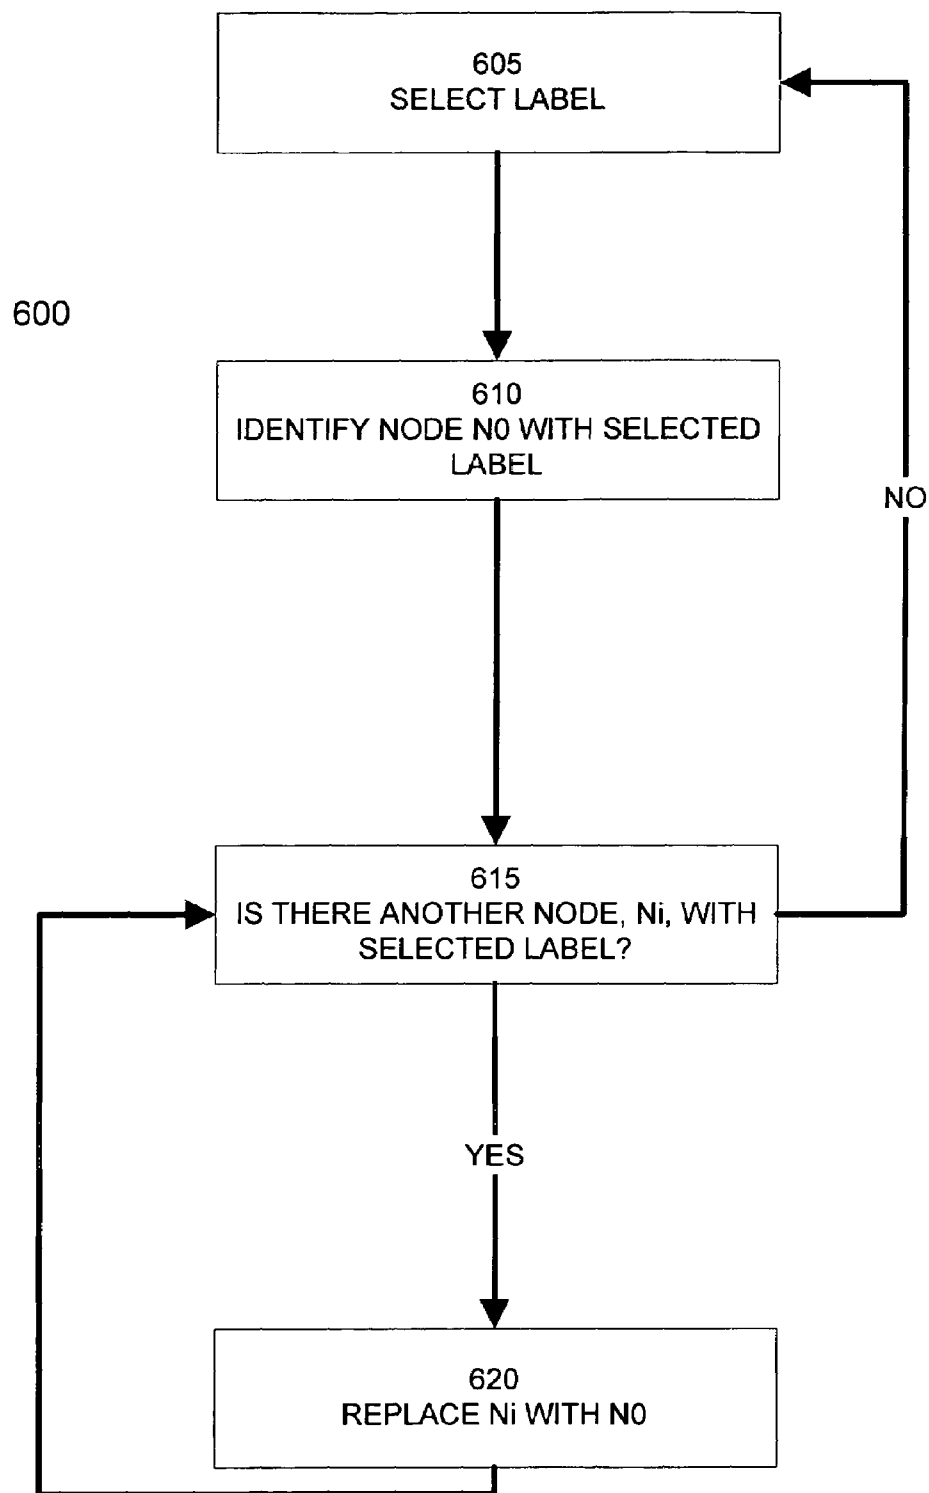 605
SELECT LABEL
600
610
IDENTIFY NODE N0 WITH SELECTED
LABEL
NO
615
IS THERE ANOTHER NODE, Ni, WITH
SELECTED LABEL?
YES
620
REPLACE Ni WITH N0